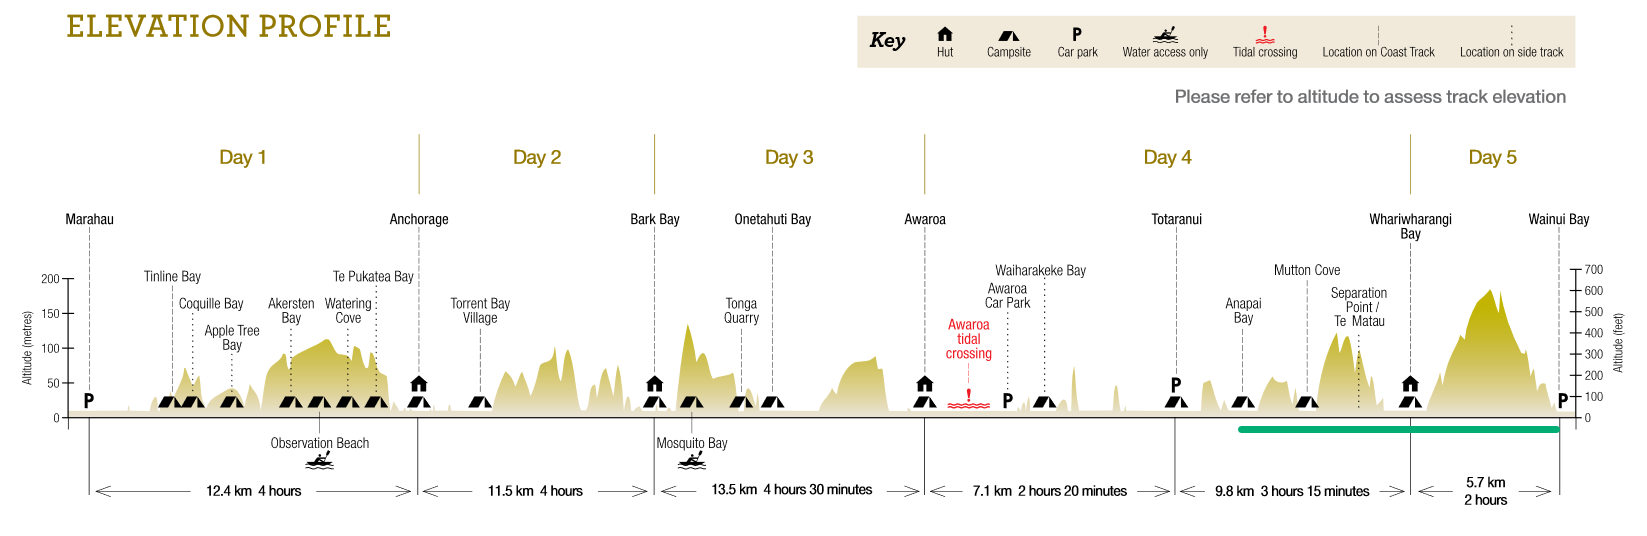 ELEVATION PROFILE
Key
Hut
Campsite
P
Car park
Water access only
Tidal crossing
Location on Coast Track
Location on side track
Please refer to altitude to assess track elevation
Day 1
Day 2
Day 3
Day 4
Day 5
Marahau
Anchorage
Bark Bay
Onetahuti Bay
Awaroa
Totaranui
Whariwharangi
Bay
Wainui Bay
Tinline Bay
Coquille Bay
Apple Tree
Bay
Akersten
Bay
Watering
Cove
Te Pukatea Bay
Torrent Bay
Village
Tonga
Quarry
Awaroa
tidal
crossing
Awaroa
Car Park
Waiharakeke Bay
Anapai
Bay
Mutton Cove
Separation
Point /
Te Matau
Altitude (metres)
200
150
100
50
0
Altitude (feet)
700
600
500
400
300
200
100
0
P
P
P
P
Observation Beach
Mosquito Bay
12.4 km 4 hours
11.5 km 4 hours
13.5 km 4 hours 30 minutes
7.1 km 2 hours 20 minutes
9.8 km 3 hours 15 minutes
5.7 km
2 hours